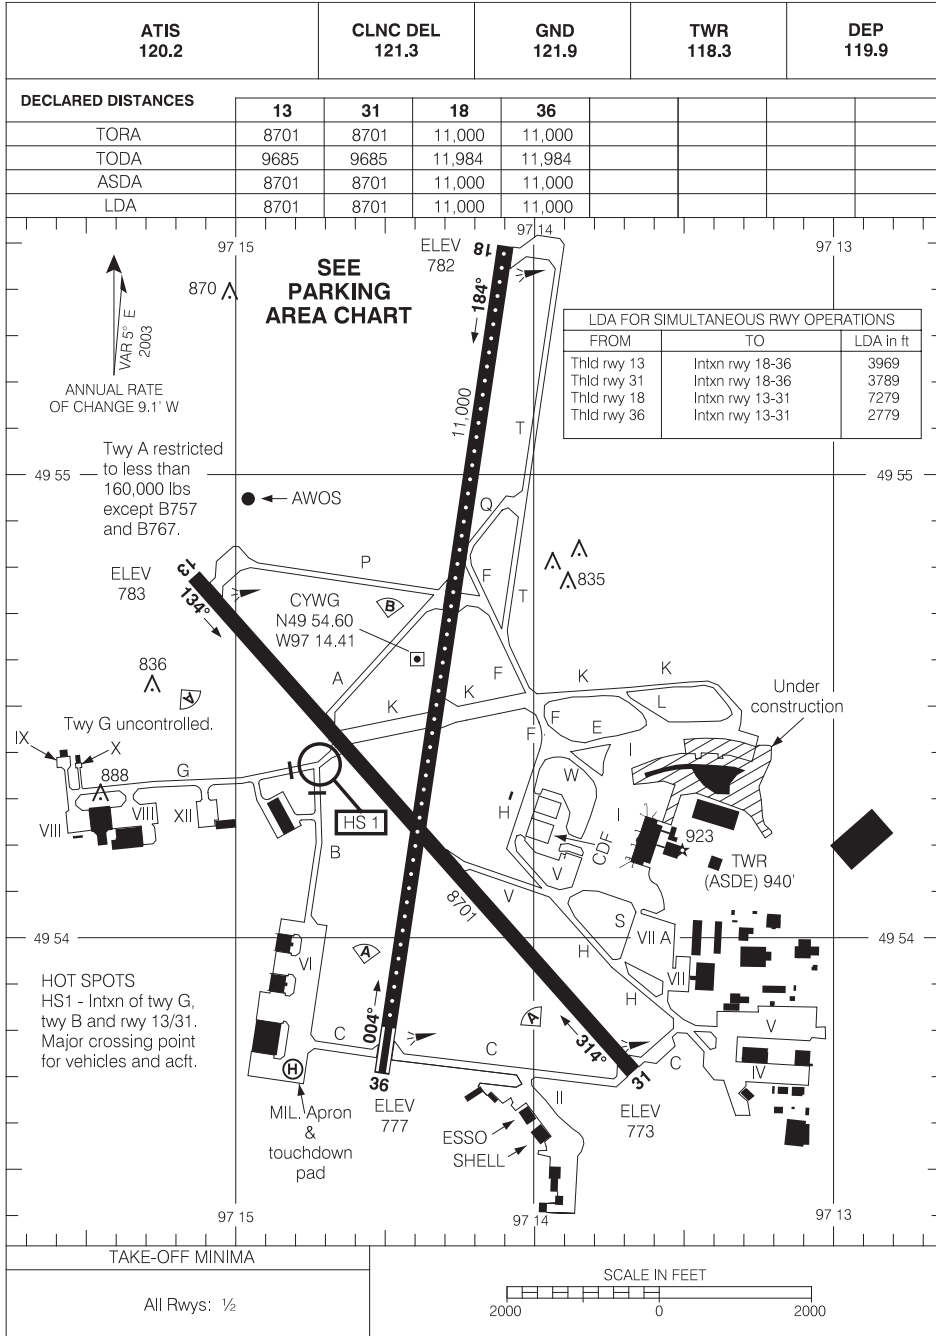 ATIS
120.2
CLNC DEL
121.3
GND
121.9
TWR
118.3
DEP
119.9
DECLARED DISTANCES
13 31 18 36
TORA 8701 8701 11,000 11,000
TODA 9685 9685 11,984 11,984
ASDA 8701 8701 11,000 11,000
LDA 8701 8701 11,000 11,000
97 15
97 14
97 13
ELEV
782
18
184°
SEE
PARKING
AREA CHART
870
VAR 5° E
2003
ANNUAL RATE
OF CHANGE 9.1' W
LDA FOR SIMULTANEOUS RWY OPERATIONS
FROM TO LDA in ft
Thld rwy 13 Intxn rwy 18-36 3969
Thld rwy 31 Intxn rwy 18-36 3789
Thld rwy 18 Intxn rwy 13-31 7279
Thld rwy 36 Intxn rwy 13-31 2779
11,000
T
Twy A restricted
to less than
160,000 lbs
except B757
and B767.
49 55
49 55
AWOS
Q
ELEV
783
13
134°
P
F
T
835
CYWG
N49 54.60
W97 14.41
B
836
A
A
K
K
F
K
K
L
Under
construction
Twy G uncontrolled.
IX
X
G
888
VIII
VIII
XII
HS 1
B
F
F
E
I
W
H
I
CDF
V
923
TWR
(ASDE) 940'
8701
V
S
VII A
49 54
49 54
H
VII
H
VI
A
A
HOT SPOTS
HS1 - Intxn of twy G,
twy B and rwy 13/31.
Major crossing point
for vehicles and acft.
004°
C
C
314°
C
V
IV
H
36
31
II
MIL. Apron
&
touchdown
pad
ELEV
777
ESSO
SHELL
ELEV
773
97 15
97 14
97 13
TAKE-OFF MINIMA
All Rwys: ½
SCALE IN FEET
2000 0 2000